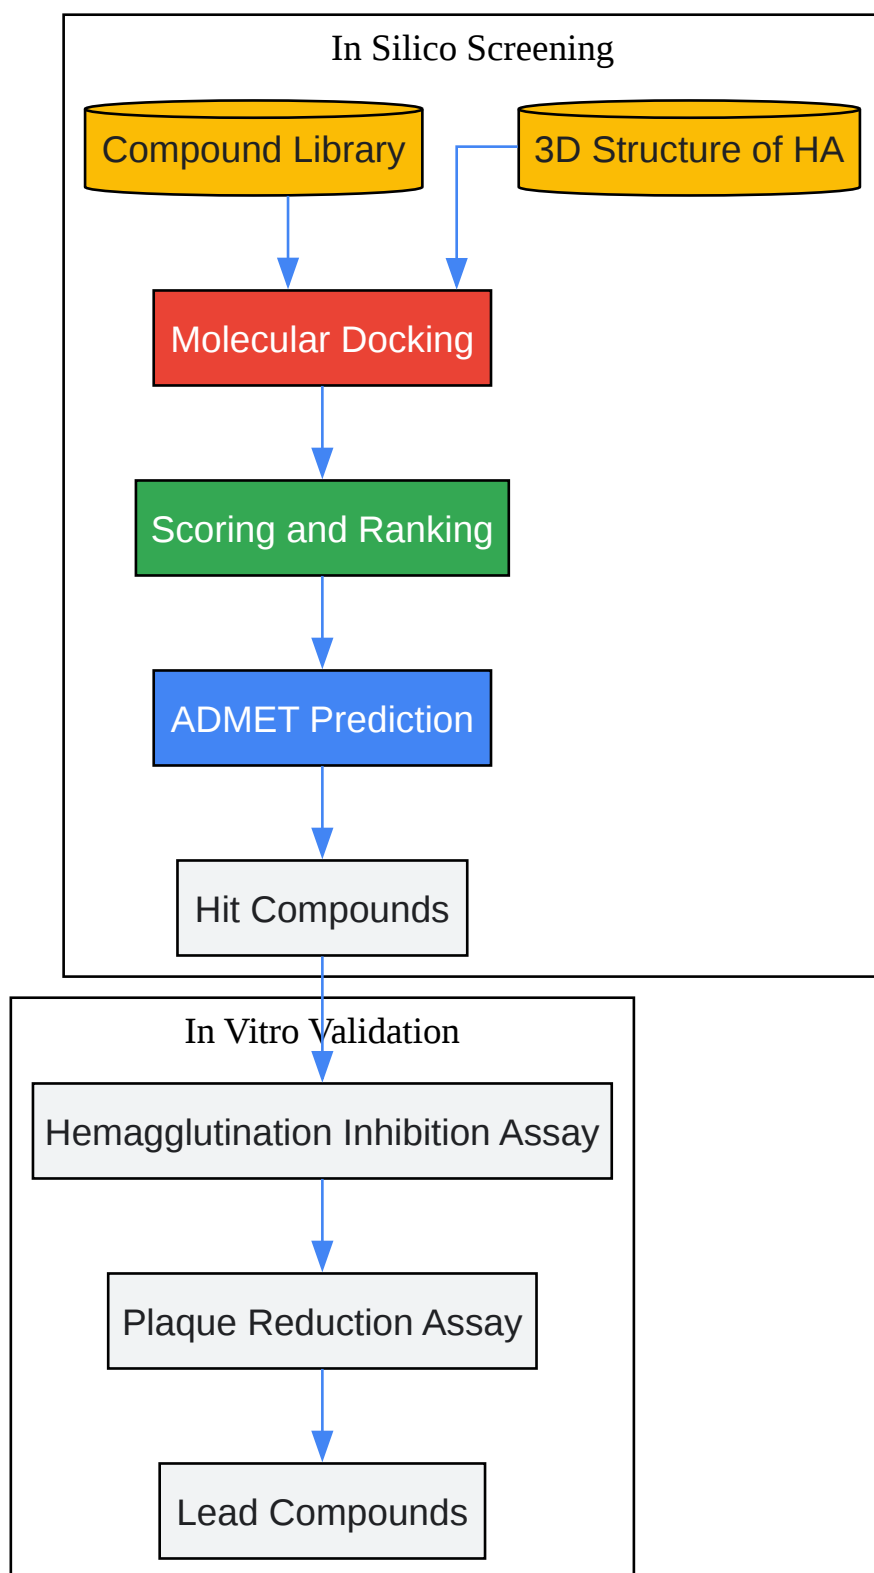 In Silico Screening
Compound Library
3D Structure of HA
Molecular Docking
Scoring and Ranking
ADMET Prediction
Hit Compounds
In Vitro Validation
Hemagglutination Inhibition Assay
Plaque Reduction Assay
Lead Compounds